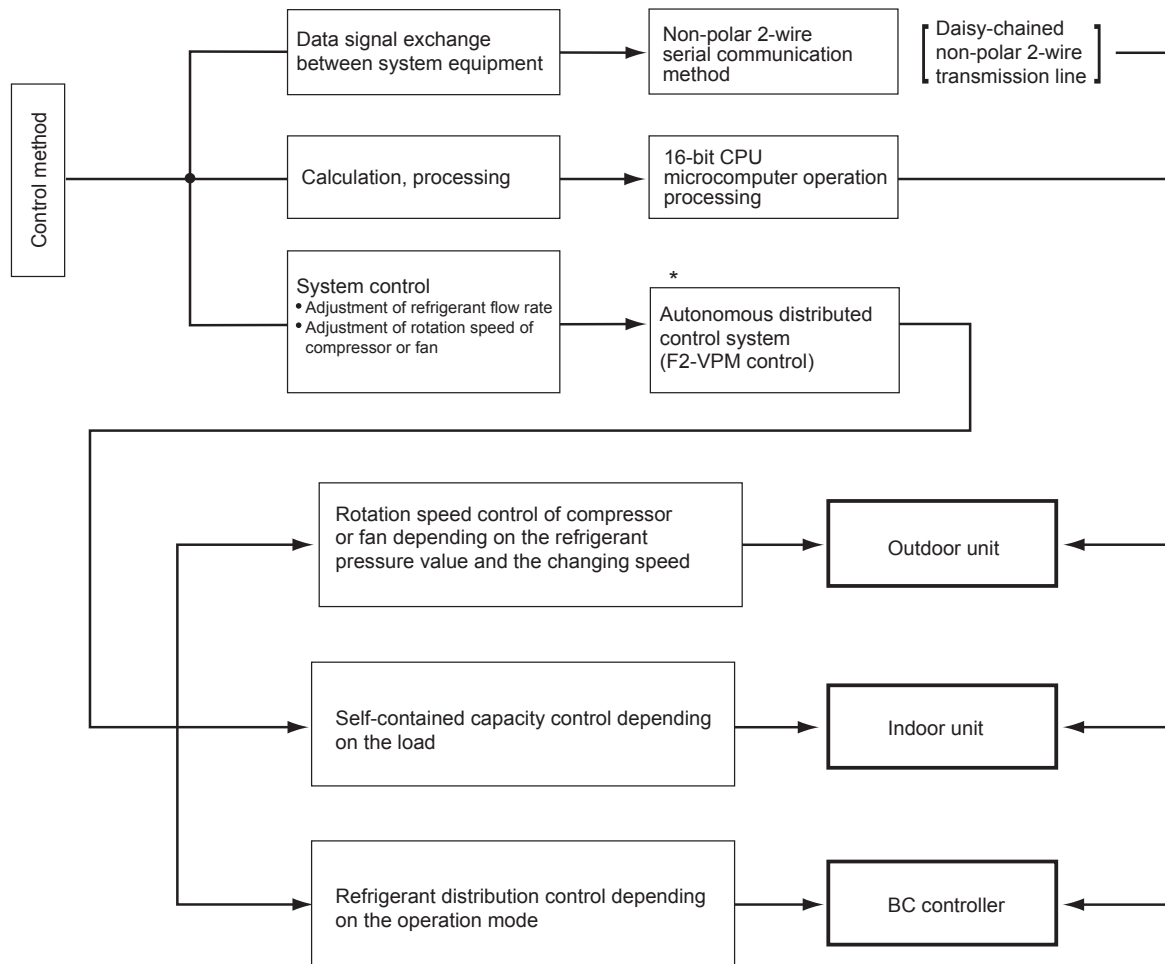 Control method
Data signal exchange
between system equipment
Non-polar 2-wire
serial communication
method
Daisy-chained
non-polar 2-wire
transmission line
Calculation, processing
16-bit CPU
microcomputer operation
processing
System control
• Adjustment of refrigerant flow rate
• Adjustment of rotation speed of
compressor or fan
*
Autonomous distributed
control system
(F2-VPM control)
Rotation speed control of compressor
or fan depending on the refrigerant
pressure value and the changing speed
Outdoor unit
Self-contained capacity control depending
on the load
Indoor unit
Refrigerant distribution control depending
on the operation mode
BC controller